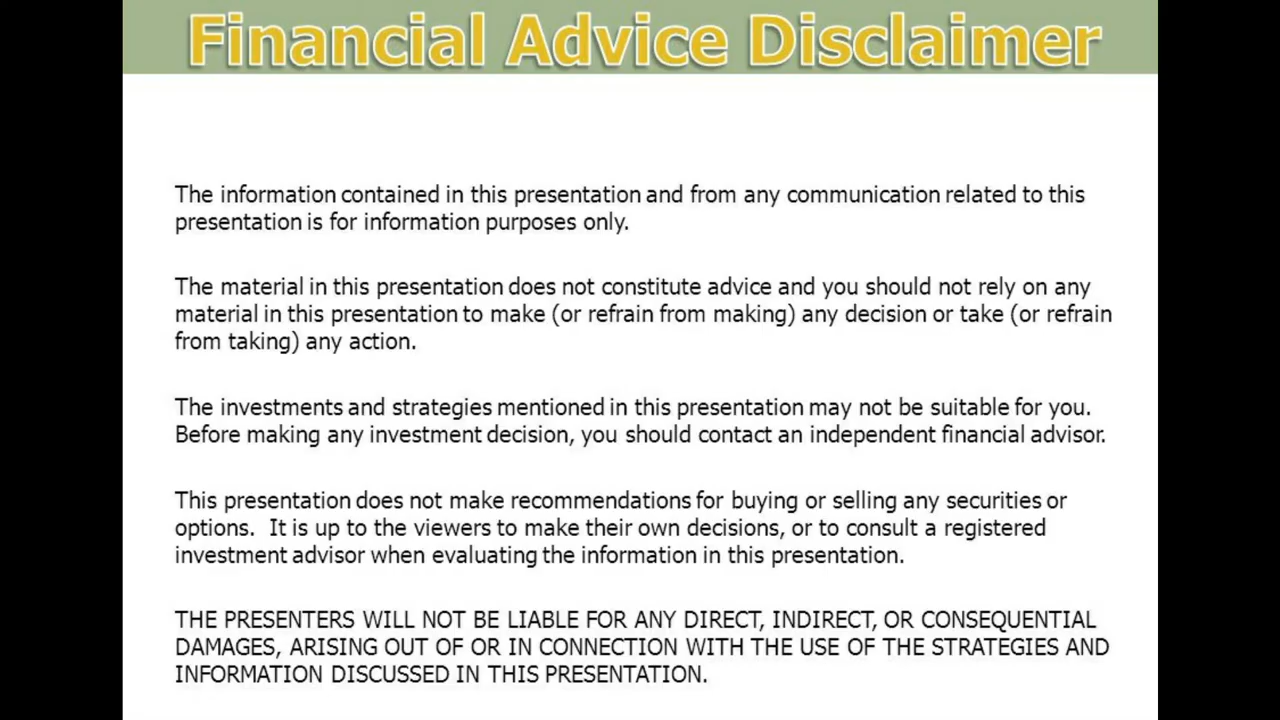 Financial Advice Disclaimer
The information contained in this presentation and from any communication related to this
presentation is for information purposes only.
The material in this presentation does not constitute advice and you should not rely on any
material in this presentation to make (or refrain from making) any decision or take (or refrain
from taking) any action.
The investments and strategies mentioned in this presentation may not be suitable for you.
Before making any investment decision, you should contact an independent financial advisor.
This presentation does not make recommendations for buying or selling any securities or
options.  It is up to the viewers to make their own decisions, or to consult a registered
investment advisor when evaluating the information in this presentation.
THE PRESENTERS WILL NOT BE LIABLE FOR ANY DIRECT, INDIRECT, OR CONSEQUENTIAL
DAMAGES, ARISING OUT OF OR IN CONNECTION WITH THE USE OF THE STRATEGIES AND
INFORMATION DISCUSSED IN THIS PRESENTATION.